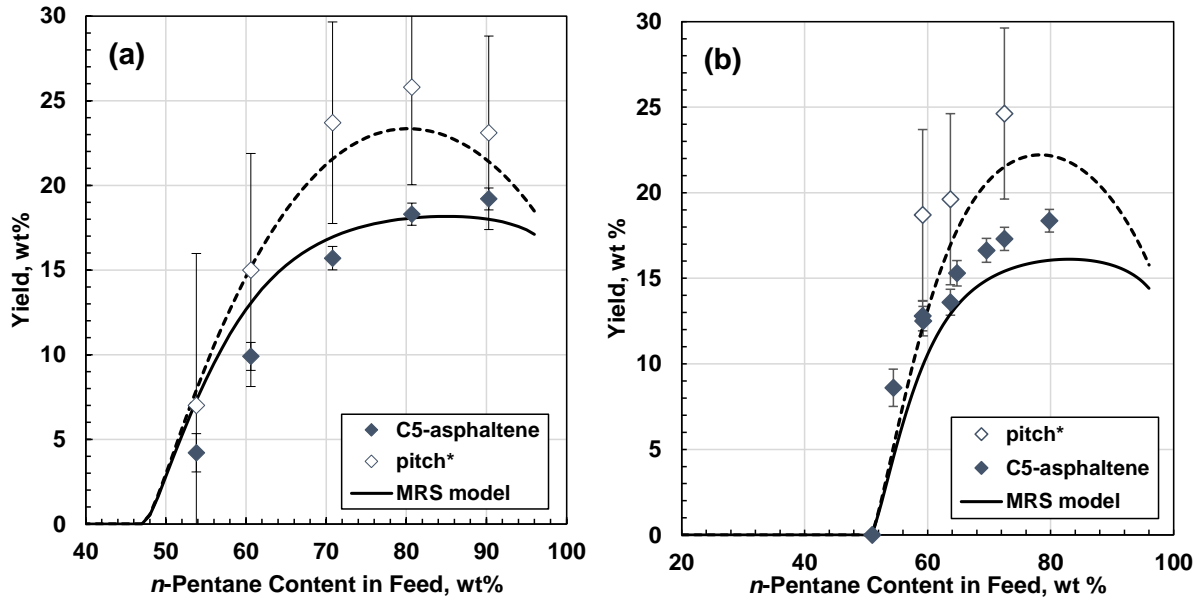 (a)
Yield, wt%
30
25
20
15
10
5
0
40 50 60 70 80 90 100
n-Pentane Content in Feed, wt%
C5-asphaltene
pitch*
MRS model
(b)
Yield, wt %
30
25
20
15
10
5
0
20 40 60 80 100
n-Pentane Content in Feed, wt %
pitch*
C5-asphaltene
MRS model